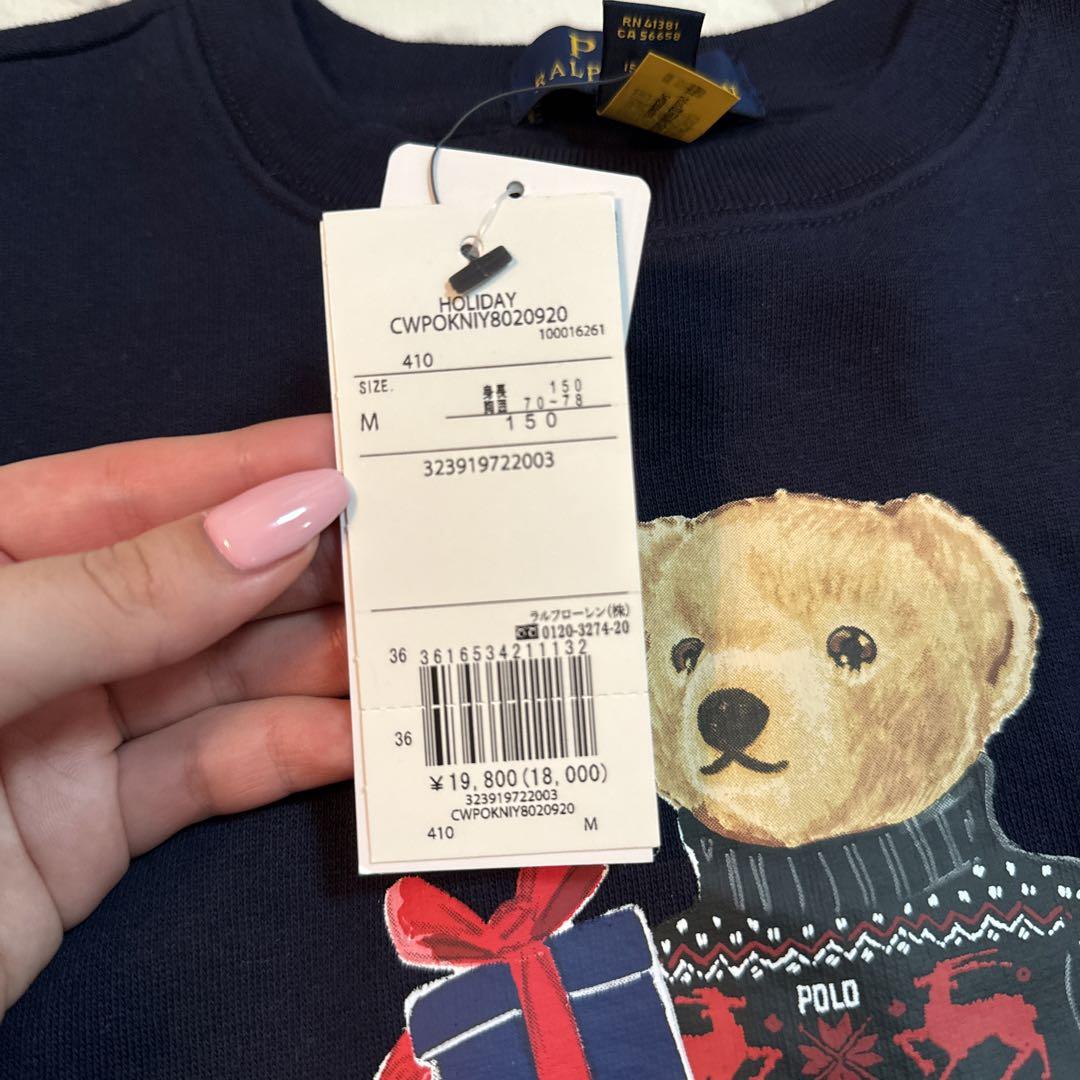 RN 41381
CA 56658
P
RALP
HOLIDAY
CWPOKNIY8020920
100016261
410
SIZE.
身長 150
胸囲 70~78
M
150
323919722003
ラルフローレン(株)
0120-3274-20
36 3616534211132
36
¥19,800(18,000)
323919722003
CWPOKNIY8020920
410 M
POLO